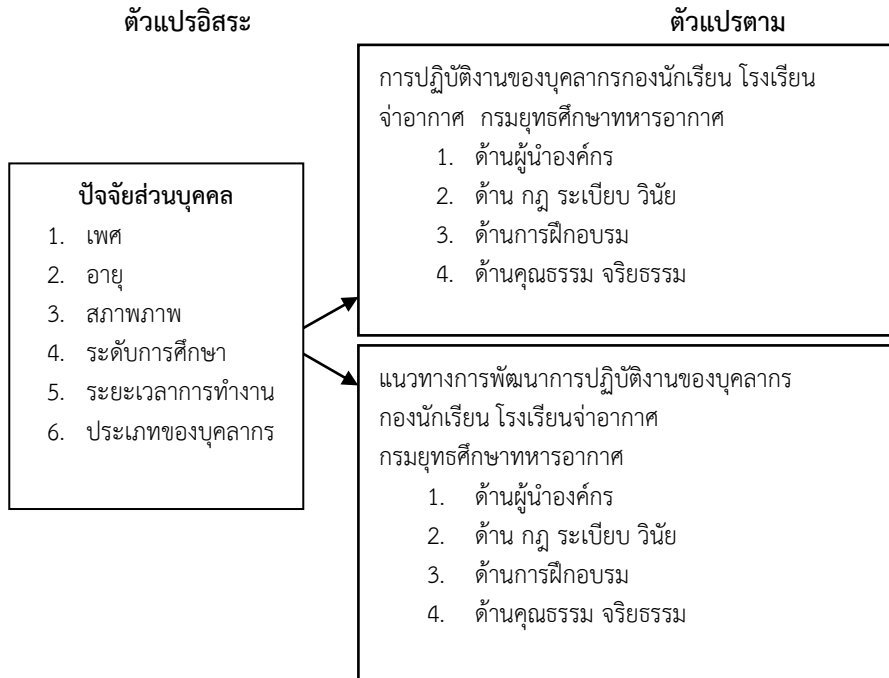 ตัวแปรอิสระ
ตัวแปรตาม
ปัจจัยส่วนบุคคล
1. เพศ
2. อายุ
3. สภาพภาพ
4. ระดับการศึกษา
5. ระยะเวลาการทำงาน
6. ประเภทของบุคลากร
การปฏิบัติงานของบุคลากรกองนักเรียน โรงเรียน
จ่าอากาศ กรมยุทธศึกษาทหารอากาศ
1. ด้านผู้นำองค์กร
2. ด้าน กฎ ระเบียบ วินัย
3. ด้านการฝึกอบรม
4. ด้านคุณธรรม จริยธรรม
แนวทางการพัฒนาการปฏิบัติงานของบุคลากร
กองนักเรียน โรงเรียนจ่าอากาศ
กรมยุทธศึกษาทหารอากาศ
1. ด้านผู้นำองค์กร
2. ด้าน กฎ ระเบียบ วินัย
3. ด้านการฝึกอบรม
4. ด้านคุณธรรม จริยธรรม